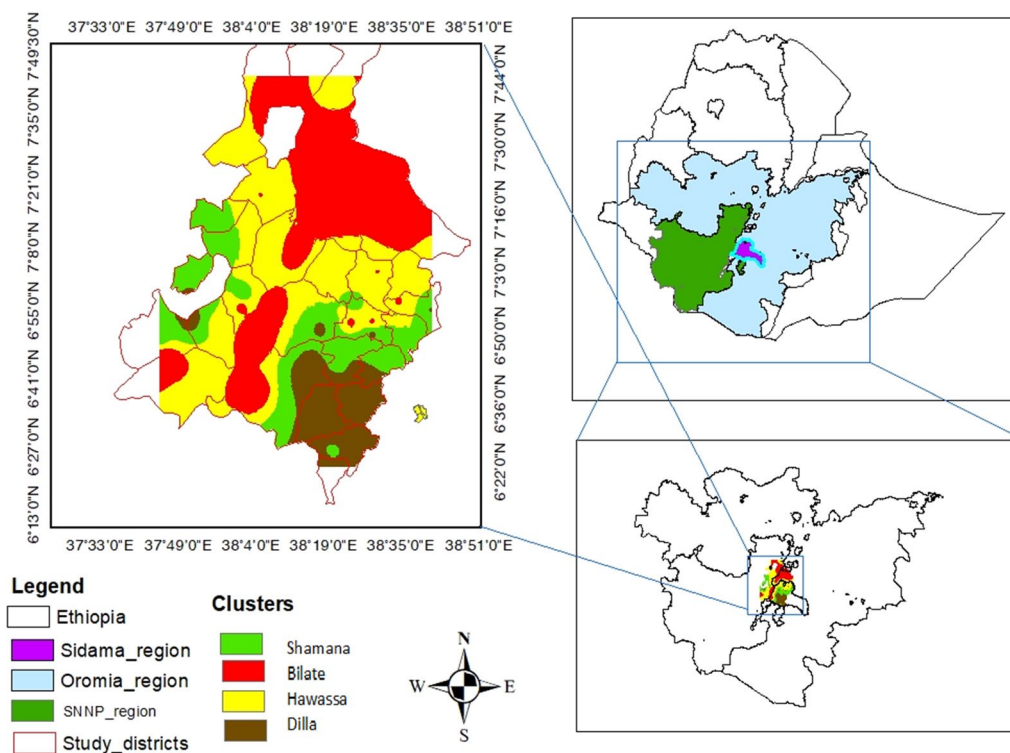 37°33'0"E 37°49'0"E 38°4'0"E 38°19'0"E 38°35'0"E 38°51'0"E
7°49'30"N
7°35'0"N
7°21'0"N
7°8'0"N
6°55'0"N
6°41'0"N
6°27'0"N
6°13'0"N
7°44'0"N
7°30'0"N
7°16'0"N
7°3'0"N
6°50'0"N
6°36'0"N
6°22'0"N
37°33'0"E 37°49'0"E 38°4'0"E 38°19'0"E 38°35'0"E 38°51'0"E
Legend
Ethiopia
Sidama_region
Oromia_region
SNNP_region
Study_districts
Clusters
Shamana
Bilate
Hawassa
Dilla
N
W E
S